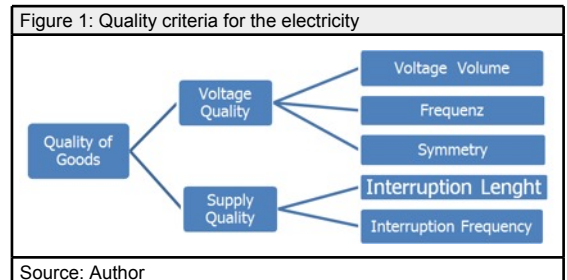 Figure 1: Quality criteria for the electricity
Quality of
Goods
Voltage
Quality
Voltage Volume
Frequenz
Symmetry
Supply
Quality
Interruption Lenght
Interruption Frequency
Source: Author